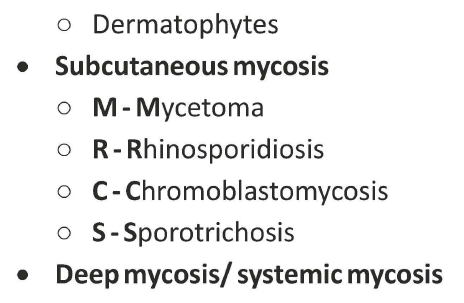 ○ Dermatophytes
• Subcutaneous mycosis
○ M - Mycetoma
○ R - Rhinosporidiosis
○ C - Chromoblastomycosis
○ S - Sporotrichosis
• Deep mycosis/ systemic mycosis